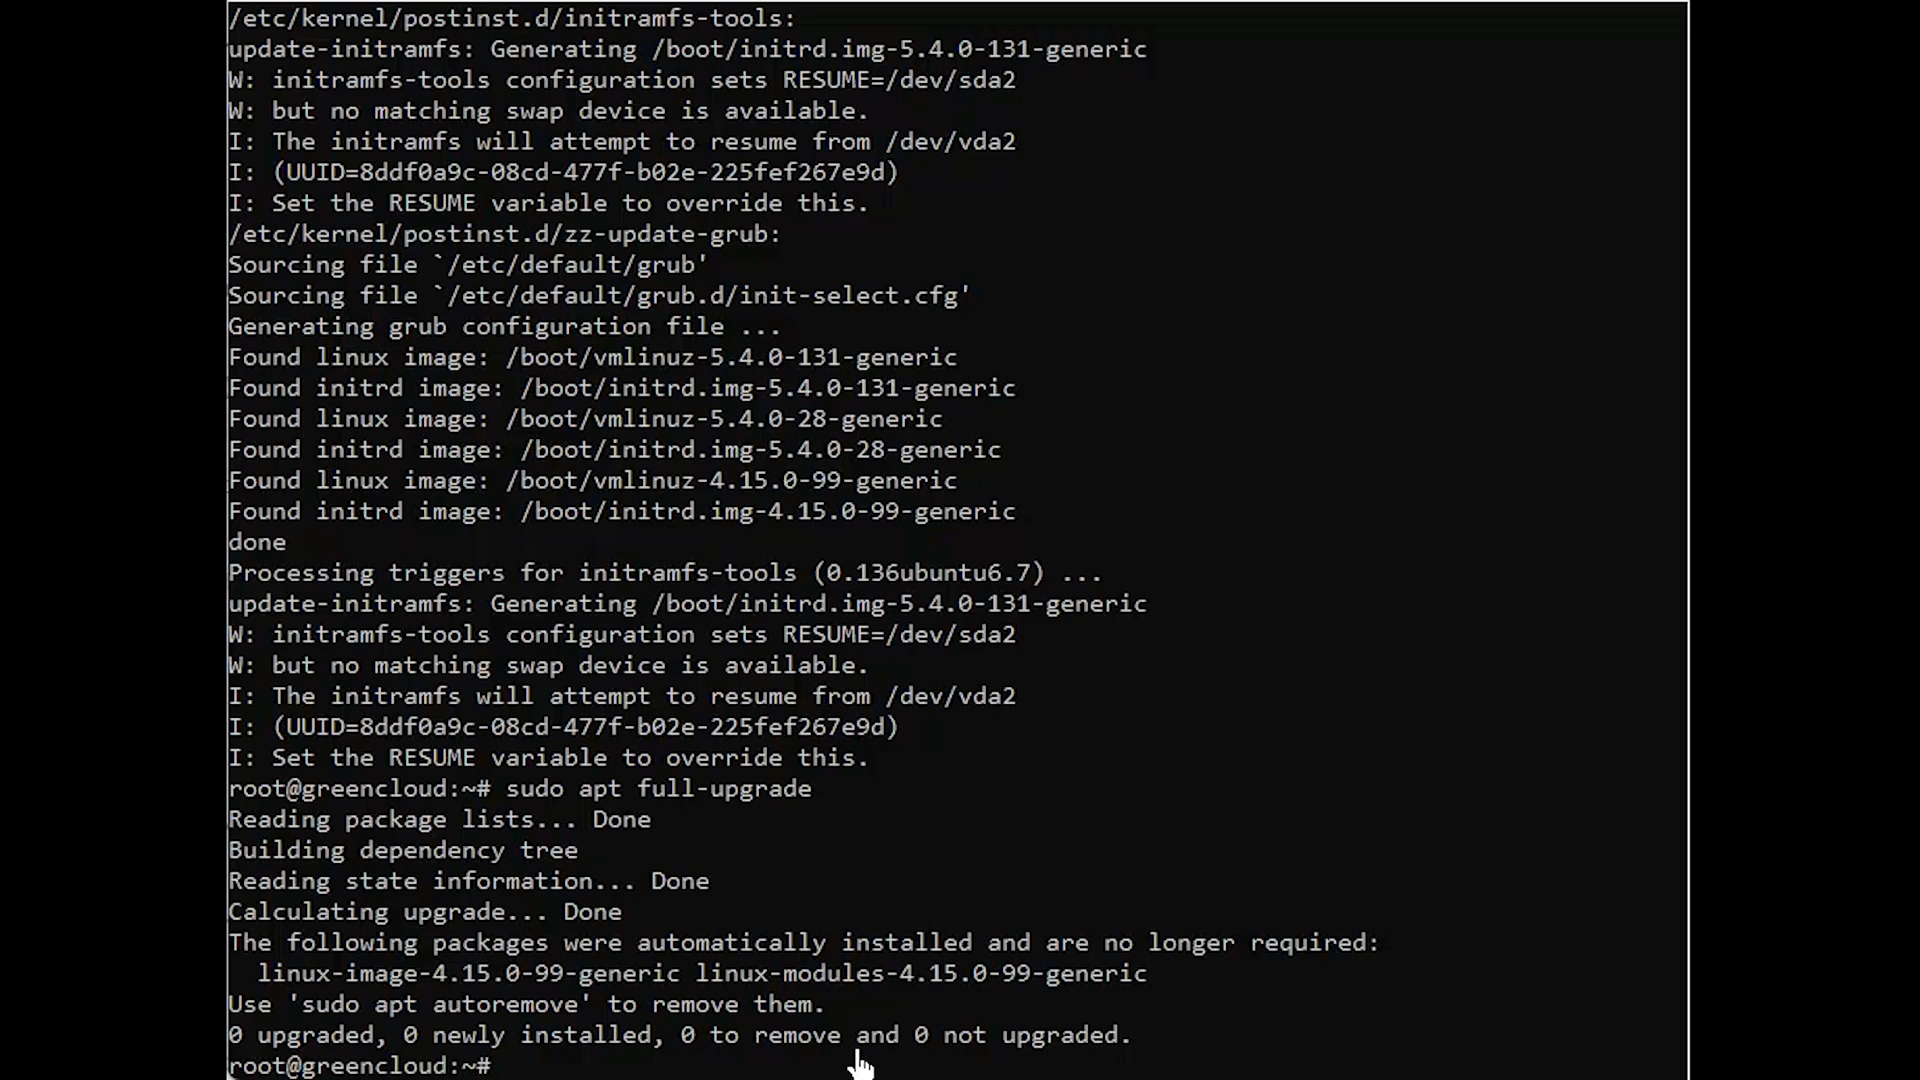 /etc/kernel/postinst.d/initramfs-tools:
update-initramfs: Generating /boot/initrd.img-5.4.0-131-generic
W: initramfs-tools configuration sets RESUME=/dev/sda2
W: but no matching swap device is available.
I: The initramfs will attempt to resume from /dev/vda2
I: (UUID=8ddf0a9c-08cd-477f-b02e-225fef267e9d)
I: Set the RESUME variable to override this.
/etc/kernel/postinst.d/zz-update-grub:
Sourcing file `/etc/default/grub'
Sourcing file `/etc/default/grub.d/init-select.cfg'
Generating grub configuration file ...
Found linux image: /boot/vmlinuz-5.4.0-131-generic
Found initrd image: /boot/initrd.img-5.4.0-131-generic
Found linux image: /boot/vmlinuz-5.4.0-28-generic
Found initrd image: /boot/initrd.img-5.4.0-28-generic
Found linux image: /boot/vmlinuz-4.15.0-99-generic
Found initrd image: /boot/initrd.img-4.15.0-99-generic
done
Processing triggers for initramfs-tools (0.136ubuntu6.7) ...
update-initramfs: Generating /boot/initrd.img-5.4.0-131-generic
W: initramfs-tools configuration sets RESUME=/dev/sda2
W: but no matching swap device is available.
I: The initramfs will attempt to resume from /dev/vda2
I: (UUID=8ddf0a9c-08cd-477f-b02e-225fef267e9d)
I: Set the RESUME variable to override this.
root@greencloud:~# sudo apt full-upgrade
Reading package lists... Done
Building dependency tree
Reading state information... Done
Calculating upgrade... Done
The following packages were automatically installed and are no longer required:
  linux-image-4.15.0-99-generic linux-modules-4.15.0-99-generic
Use 'sudo apt autoremove' to remove them.
0 upgraded, 0 newly installed, 0 to remove and 0 not upgraded.
root@greencloud:~#